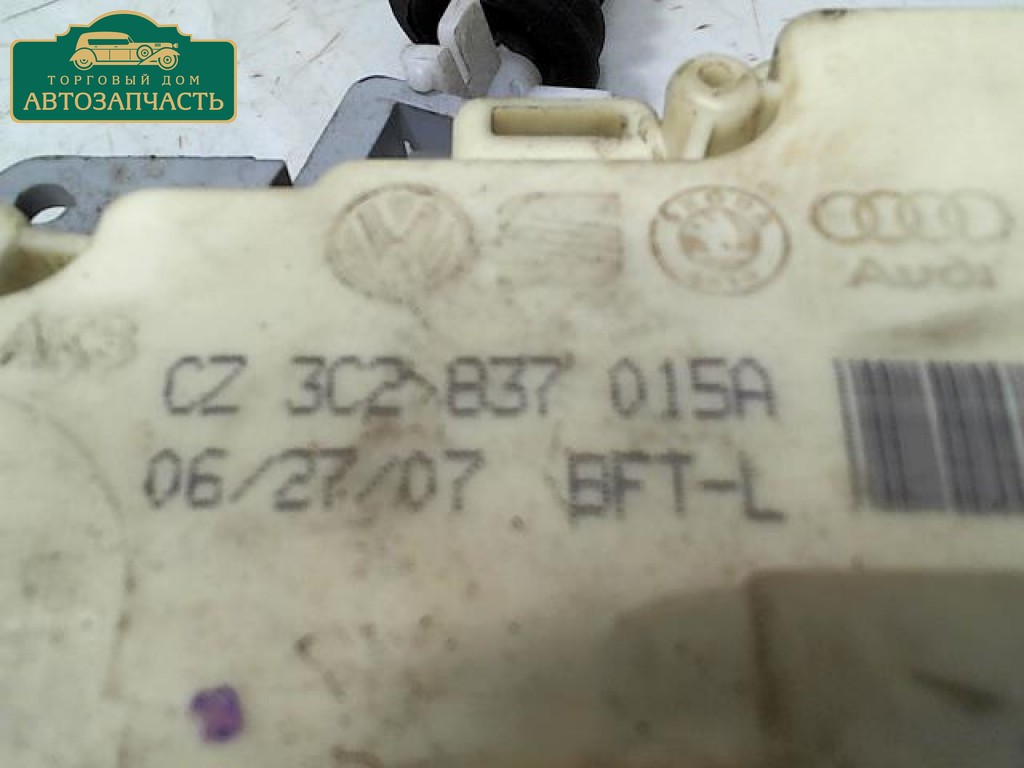 ТОРГОВЫЙ ДОМ
АВТОЗАПЧАСТЬ
Audi
CZ 3C2 837 015A
06/27/07 BFT-L